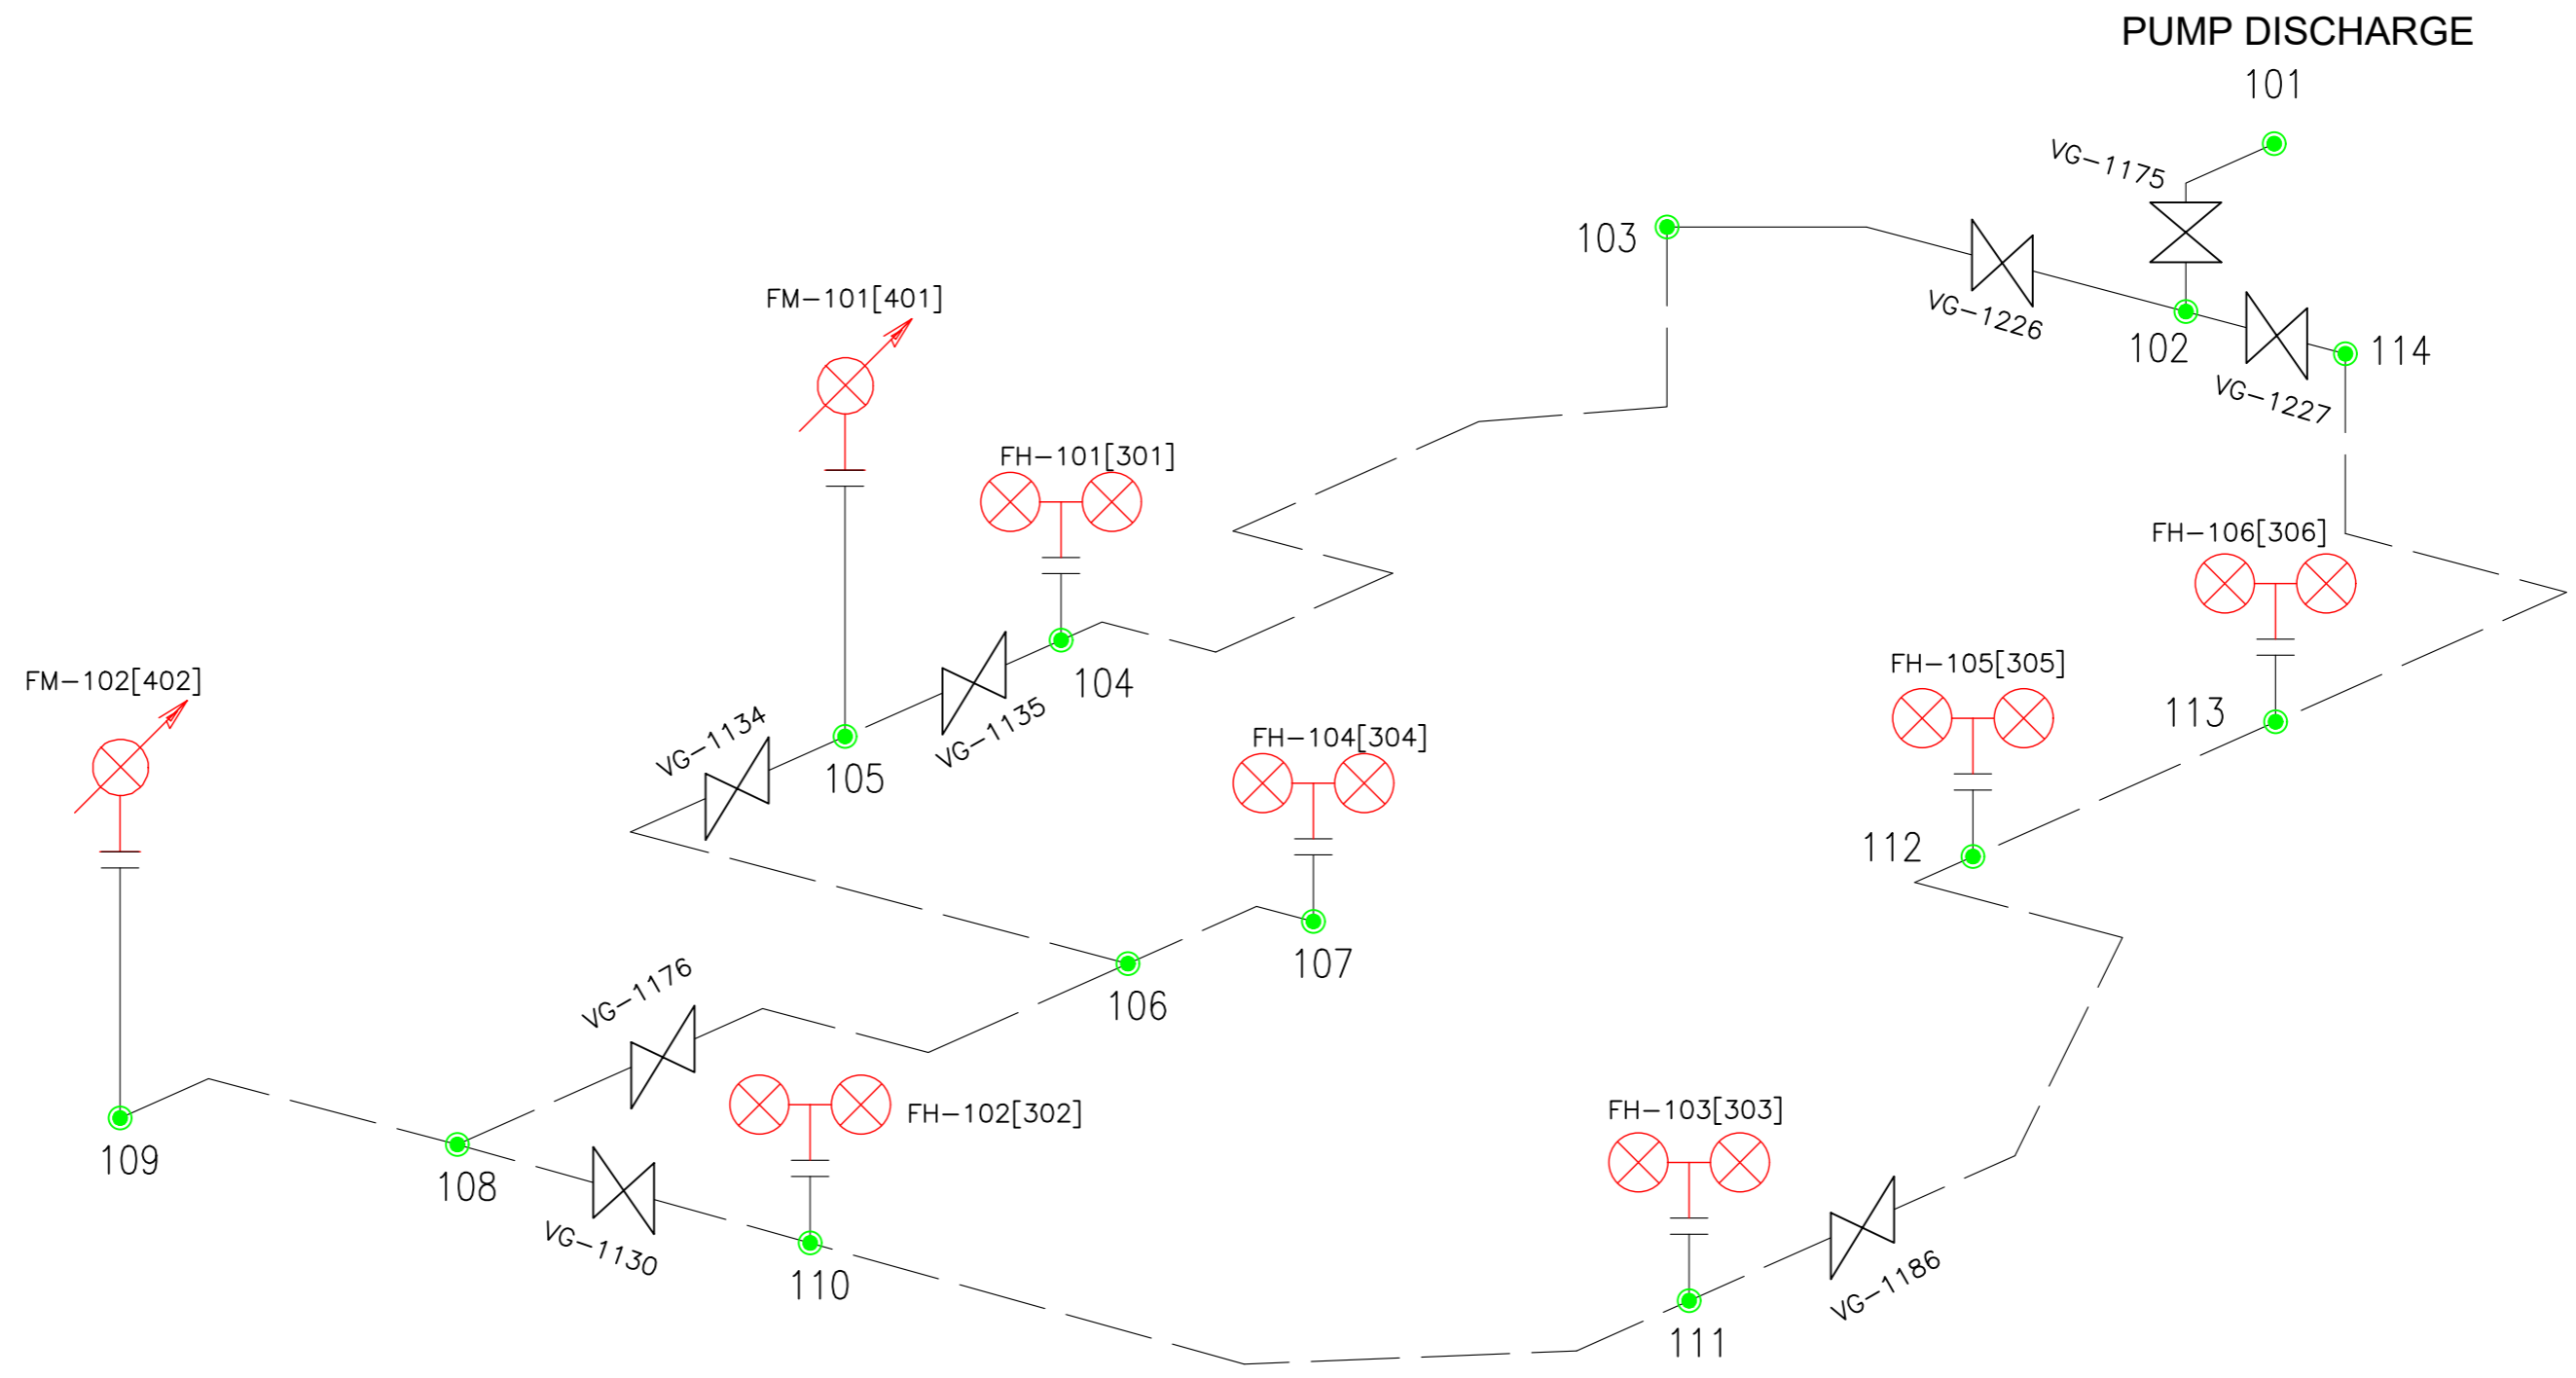 PUMP DISCHARGE
101
VG-1175
103
VG-1226
102
114
VG-1227
FM-101[401]
FH-101[301]
FH-106[306]
FM-102[402]
104
FH-105[305]
113
VG-1134
VG-1135
FH-104[304]
105
112
VG-1176
107
106
FH-102[302]
FH-103[303]
109
108
VG-1130
110
VG-1186
111